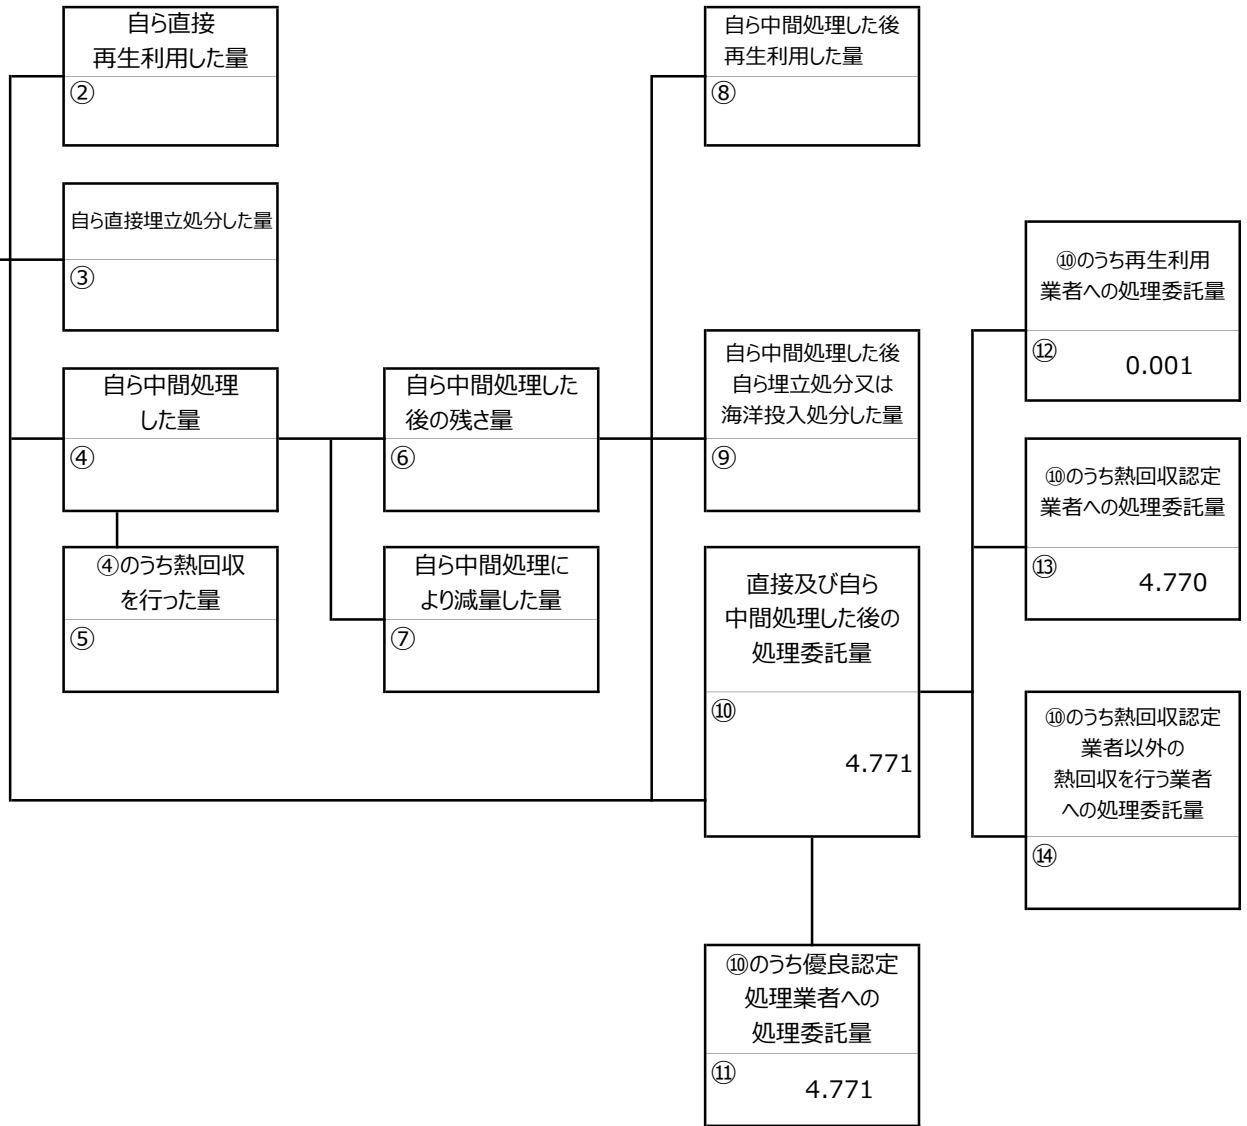 自ら直接
再生利用した量
②
自ら直接埋立処分した量
③
自ら中間処理
した量
④
④のうち熱回収
を行った量
⑤
自ら中間処理した
後の残さ量
⑥
自ら中間処理に
より減量した量
⑦
自ら中間処理した後
再生利用した量
⑧
自ら中間処理した後
自ら埋立処分又は
海洋投入処分した量
⑨
直接及び自ら
中間処理した後の
処理委託量
⑩
4.771
⑩のうち優良認定
処理業者への
処理委託量
⑪ 4.771
⑩のうち再生利用
業者への処理委託量
⑫ 0.001
⑩のうち熱回収認定
業者への処理委託量
⑬ 4.770
⑩のうち熱回収認定
業者以外の
熱回収を行う業者
への処理委託量
⑭